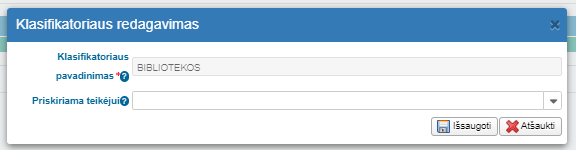 Klasifikatoriaus redagavimas
Klasifikatoriaus
pavadinimas *
BIBLIOTEKOS
Priskiriama teikėjui
Išsaugoti
Atšaukti